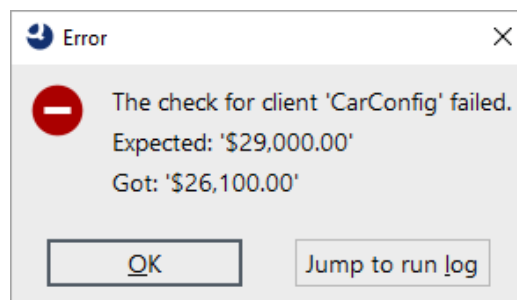 Error
The check for client 'CarConfig' failed.
Expected: '$29,000.00'
Got: '$26,100.00'
OK
Jump to run log